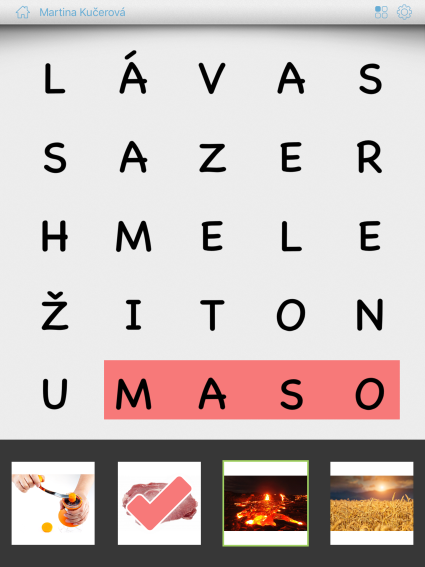 Martina Kučerová
L Á V A S
S A Z E R
H M E L E
Ž I T O N
U M A S O